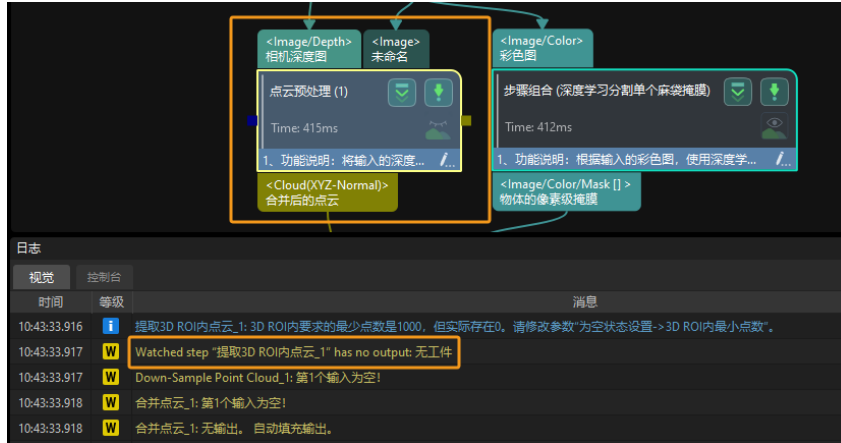 <Image/Depth>
相机深度图
<Image>
未命名
<Image/Color>
彩色图
点云预处理 (1)
Time: 415ms
1、功能说明：将输入的深度...
步骤组合 (深度学习分割单个麻袋掩膜)
Time: 412ms
1、功能说明：根据输入的彩色图，使用深度学...
<Cloud(XYZ-Normal)>
合并后的点云
<Image/Color/Mask [] >
物体的像素级掩膜
日志
视觉
控制台
时间 等级 消息
10:43:33.916 i 提取3D ROI内点云_1: 3D ROI内要求的最少点数是1000，但实际存在0。请修改参数"为空状态设置->3D ROI内最小点数"。
10:43:33.917 W Watched step "提取3D ROI内点云_1" has no output: 无工件
10:43:33.917 W Down-Sample Point Cloud_1: 第1个输入为空!
10:43:33.918 W 合并点云_1: 第1个输入为空!
10:43:33.918 W 合并点云_1: 无输出。 自动填充输出。